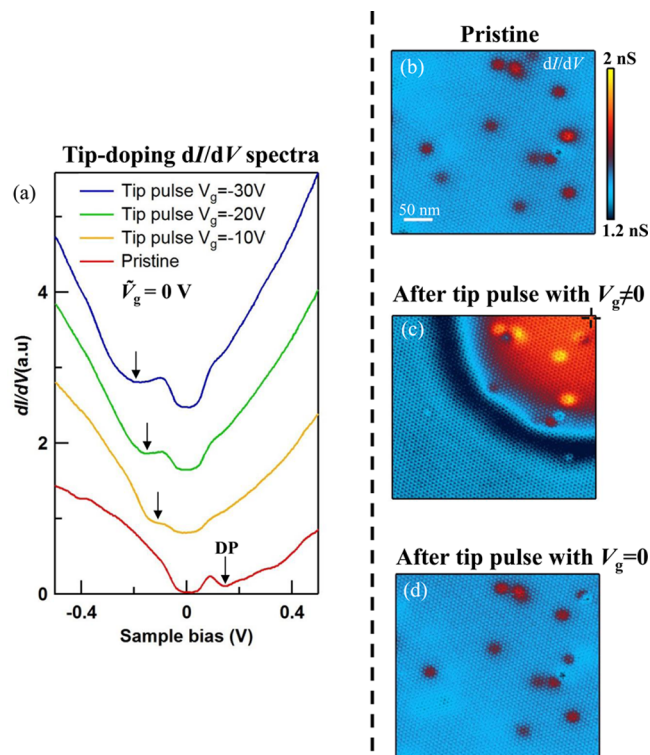 Tip-doping dI/dV spectra
(a)
Tip pulse Vg=-30V
Tip pulse Vg=-20V
Tip pulse Vg=-10V
Pristine
Ṽg = 0 V
DP
dI/dV(a.u)
4
2
0
-0.4
0
0.4
Sample bias (V)
Pristine
(b)
dI/dV
2 nS
50 nm
1.2 nS
After tip pulse with Vg≠0
(c)
After tip pulse with Vg=0
(d)